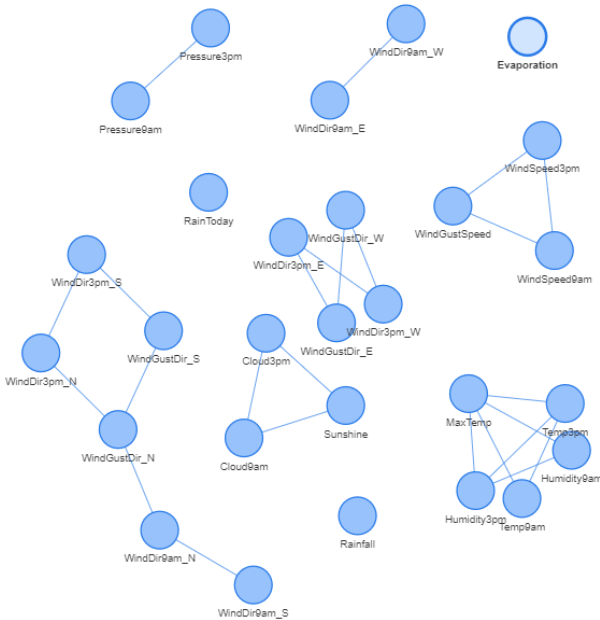 Pressure3pm
WindDir9am_W
Evaporation
Pressure9am
WindDir9am_E
WindSpeed3pm
RainToday
WindGustDir_W
WindGustSpeed
WindDir3pm_E
WindSpeed9am
WindDir3pm_S
WindDir3pm_W
WindGustDir_E
WindGustDir_S
Cloud3pm
WindDir3pm_N
MaxTemp
Temp3pm
Sunshine
WindGustDir_N
Cloud9am
Humidity9am
Humidity3pm
Temp9am
Rainfall
WindDir9am_N
WindDir9am_S